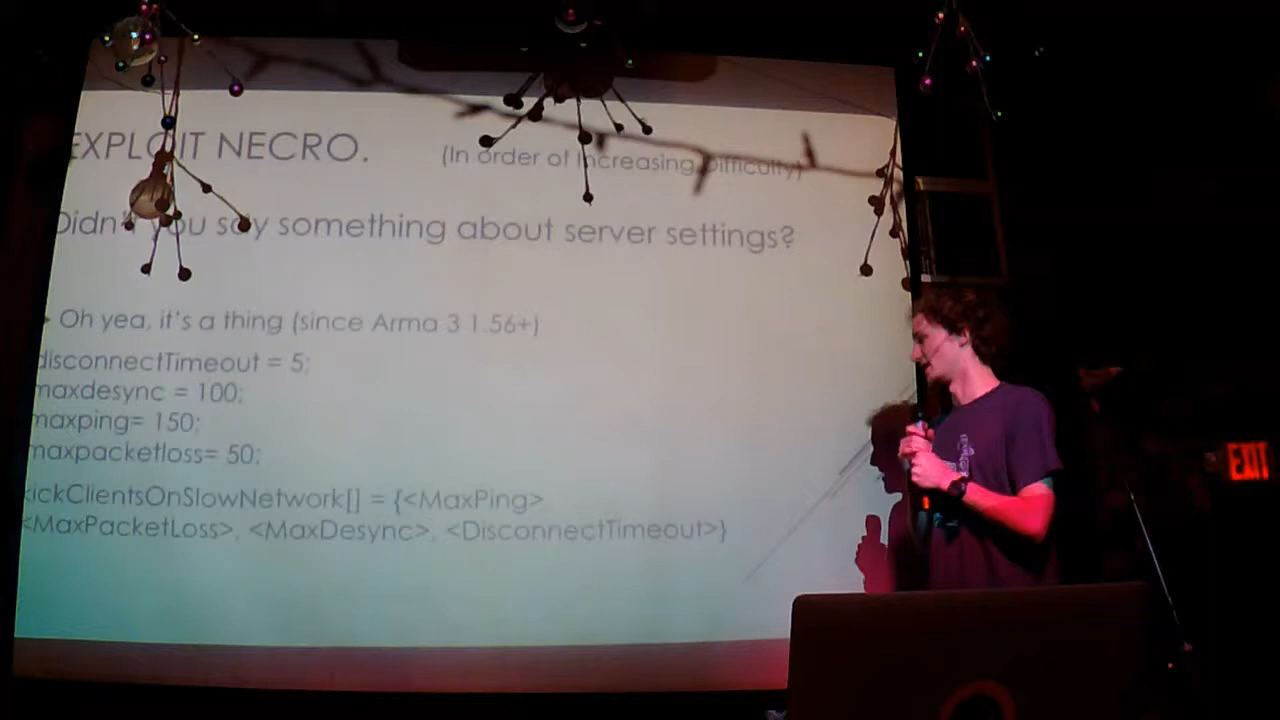 EXPLOIT NECRO. (In order of Increasing Difficulty)
Didn't you say something about server settings?
Oh yea, it's a thing (since Arma 3 1.56+)
disconnectTimeout = 5;
maxdesync = 100;
maxping= 150;
maxpacketloss= 50;
kickClientsOnSlowNetwork[] = {<MaxPing>
<MaxPacketLoss>, <MaxDesync>, <DisconnectTimeout>}
EXIT